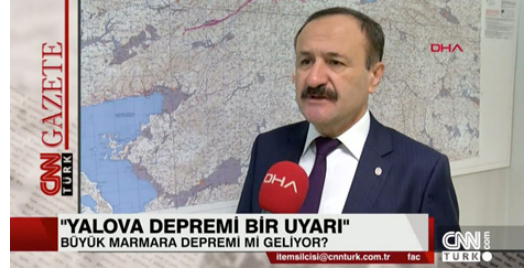 DHA
CNN TÜRK GAZETE
DHA
"YALOVA DEPREMİ BİR UYARI"
BÜYÜK MARMARA DEPREMİ Mİ GELİYOR?
CNN
TÜRK
.com
itemsilcisi@cnnturk.com.tr
fac